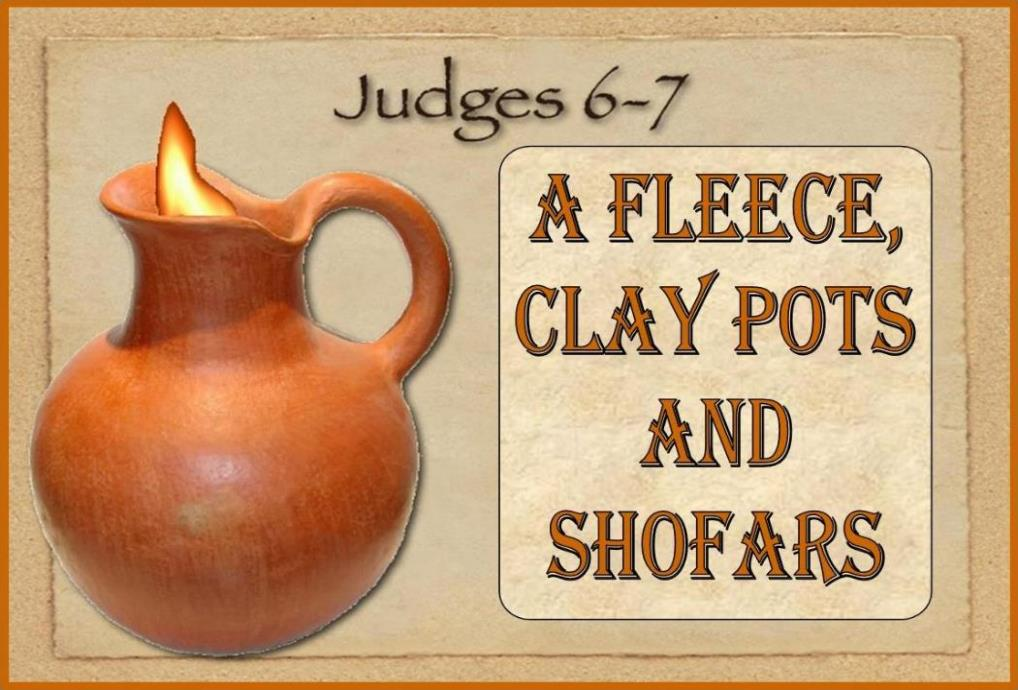 Judges 6-7
A FLEECE,
CLAY POTS
AND
SHOFARS